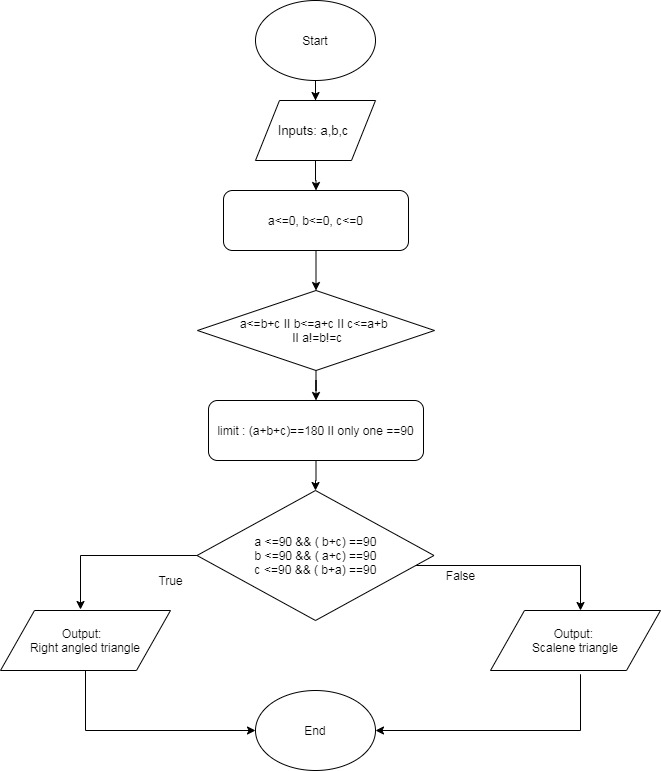 Start
Inputs: a,b,c
a<=0, b<=0, c<=0
a<=b+c II b<=a+c II c<=a+b
II a!=b!=c
limit : (a+b+c)==180 II only one ==90
a <=90 && ( b+c) ==90
b <=90 && ( a+c) ==90
c <=90 && ( b+a) ==90
True
False
Output:
Right angled triangle
Output:
Scalene triangle
End